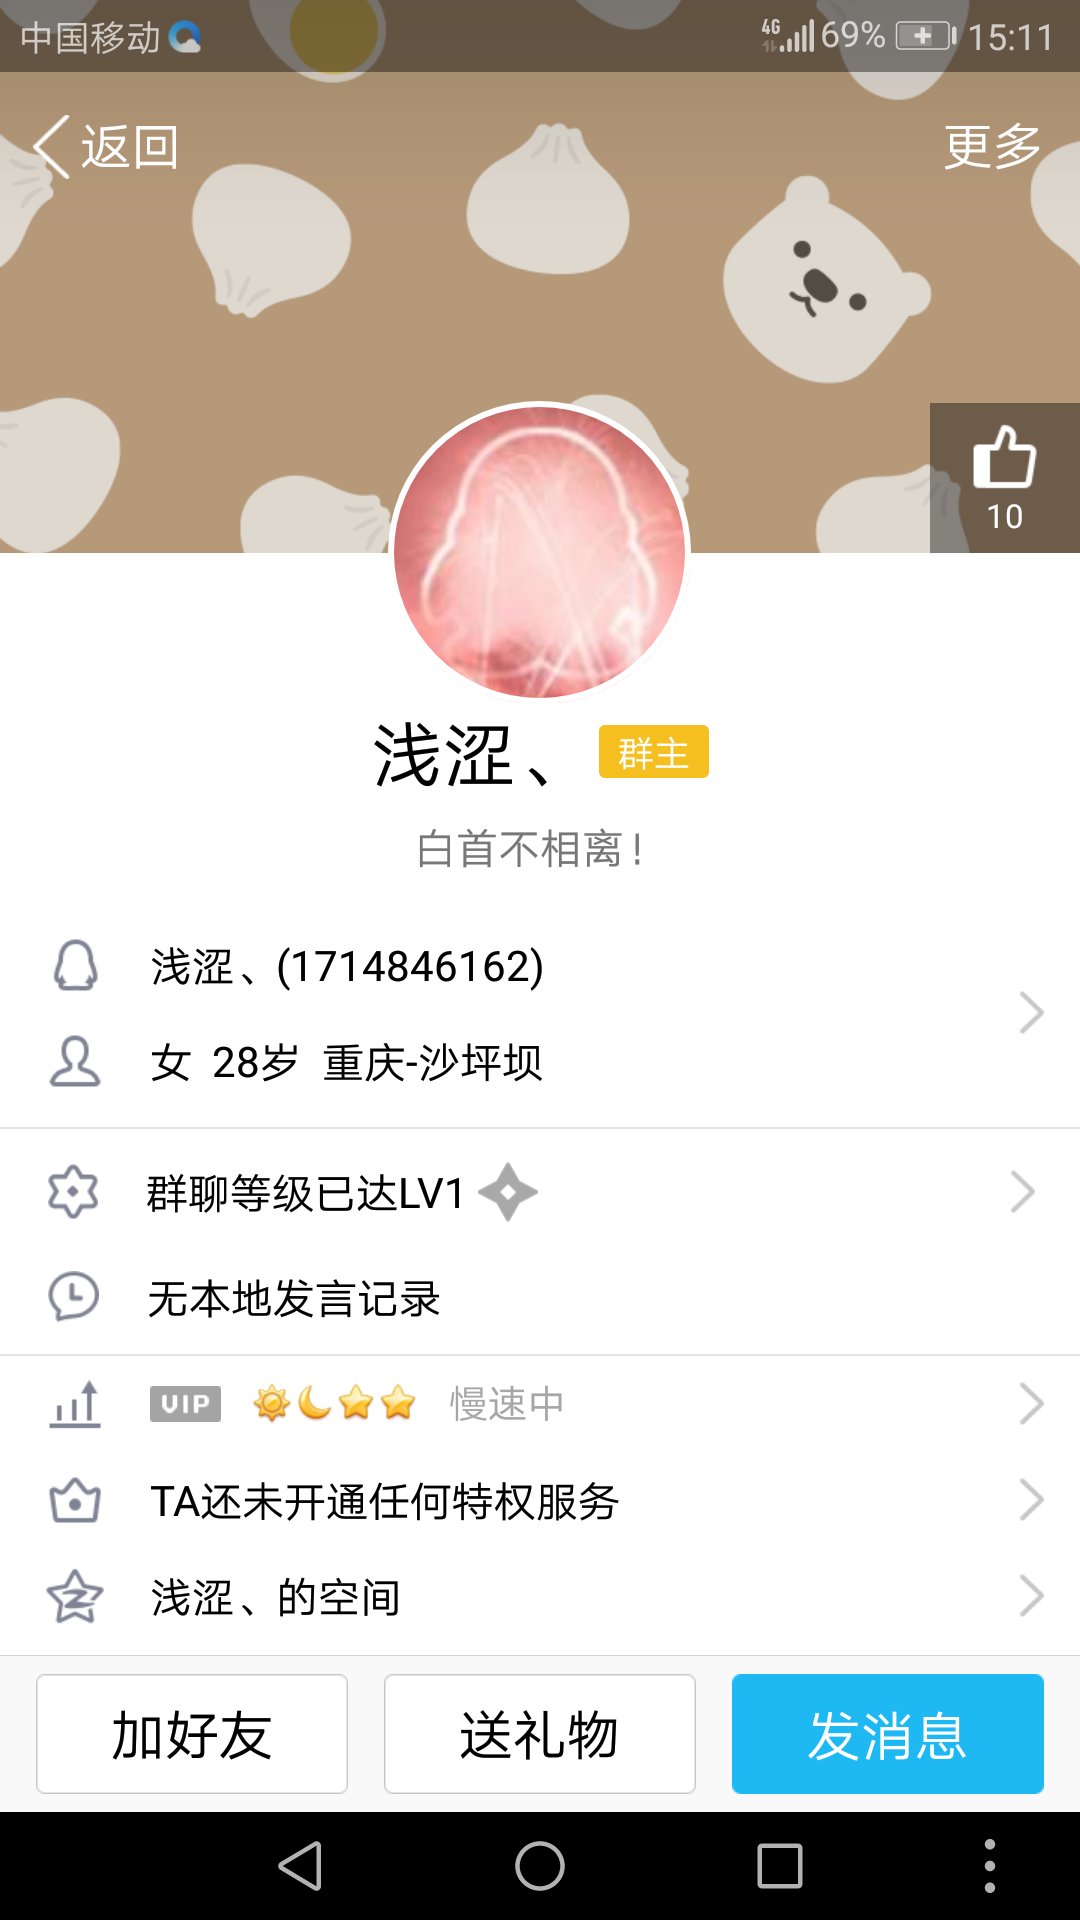 中国移动 4G 69% 15:11
返回 更多
10
浅涩、 群主
白首不相离!
浅涩、(1714846162)
女 28岁 重庆-沙坪坝
群聊等级已达LV1
无本地发言记录
VIP 慢速中
TA还未开通任何特权服务
浅涩、的空间
加好友 送礼物 发消息